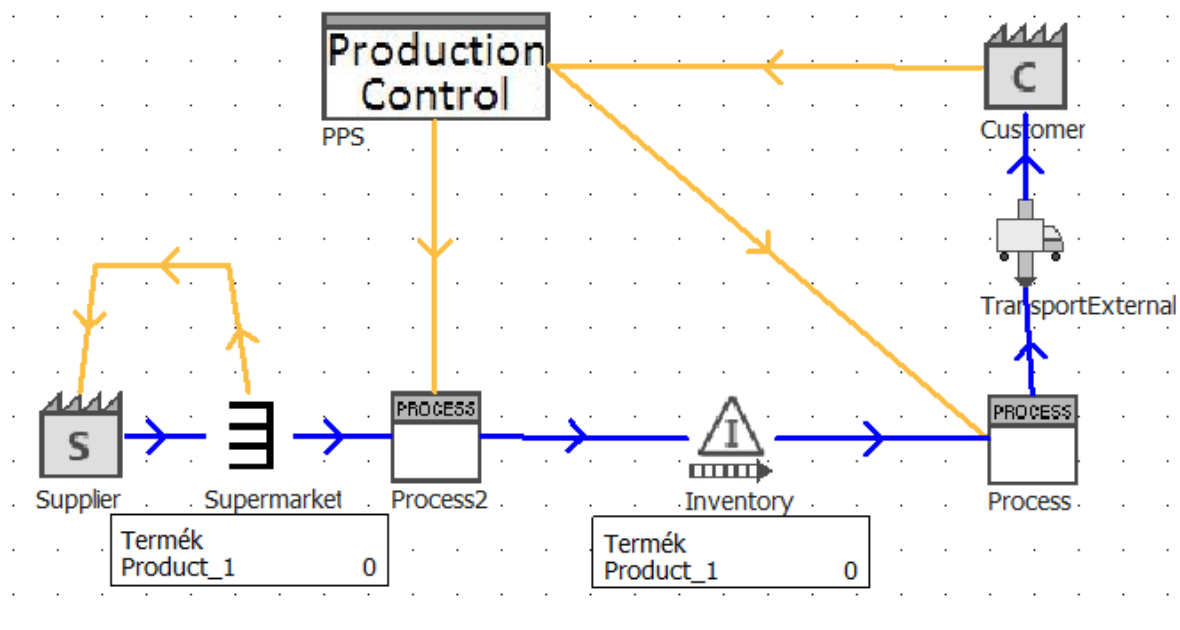 Production
Control
PPS
C
Customer
TransportExternal
S
Supplier
Supermarket
PROCESS
Process2
I
Inventory
PROCESS
Process
Termék
Product_1 0
Termék
Product_1 0